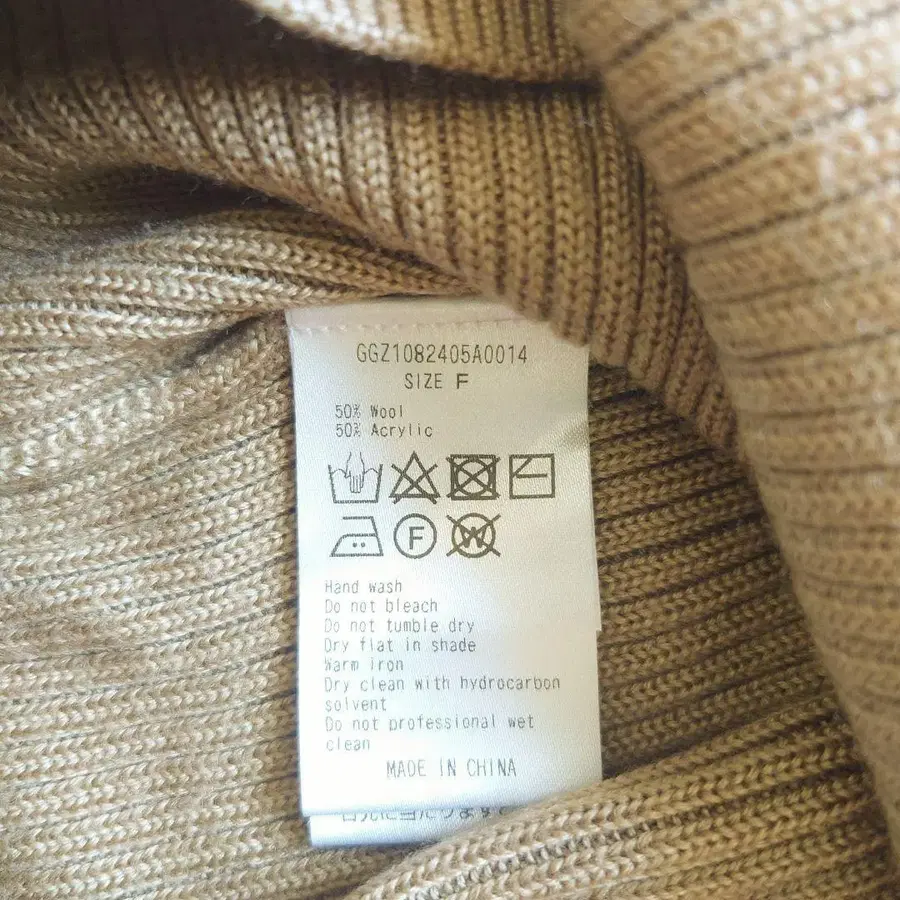 GGZ1082405A0014
SIZE F
50% Wool
50% Acrylic
F
W
Hand wash
Do not bleach
Do not tumble dry
Dry flat in shade
Warm iron
Dry clean with hydrocarbon
solvent
Do not professional wet
clean
MADE IN CHINA